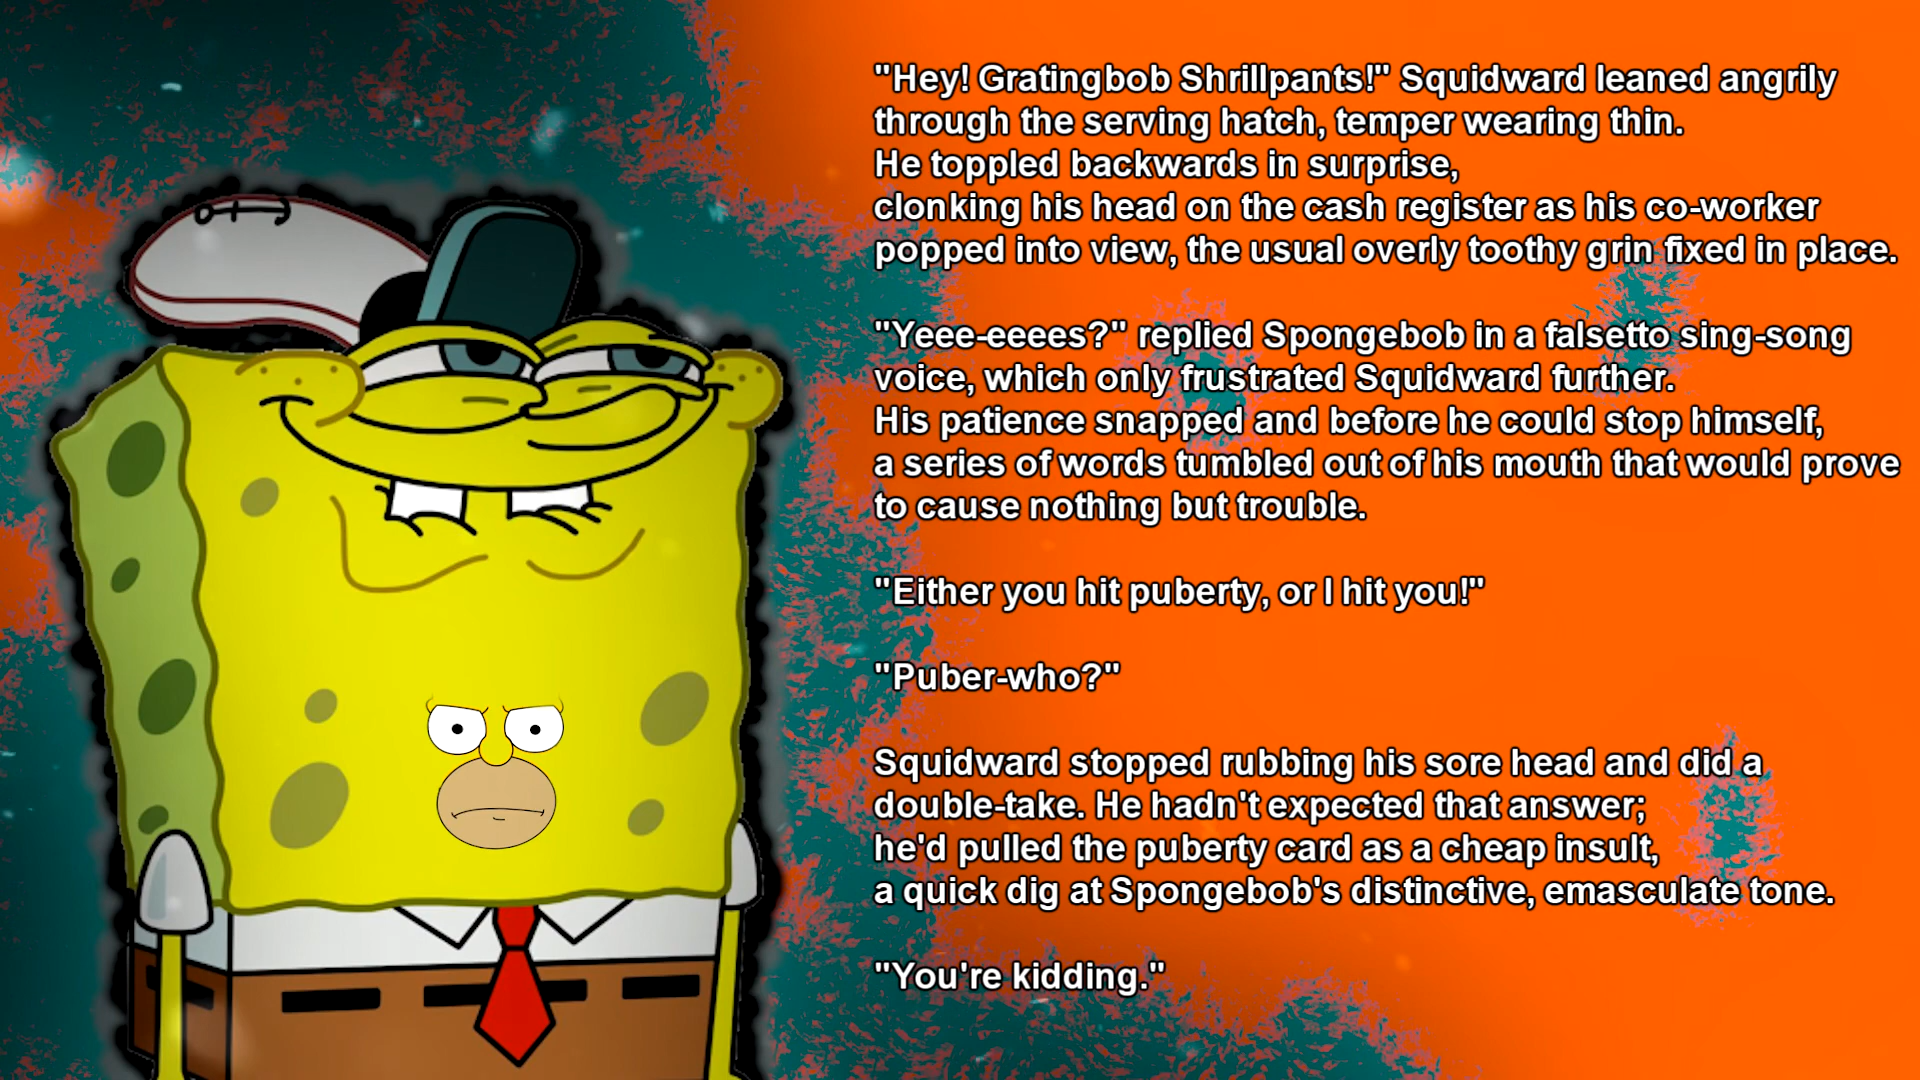 "Hey! Gratingbob Shrillpants!" Squidward leaned angrily
through the serving hatch, temper wearing thin.
He toppled backwards in surprise,
clonking his head on the cash register as his co-worker
popped into view, the usual overly toothy grin fixed in place.
"Yeee-eeees?" replied Spongebob in a falsetto sing-song
voice, which only frustrated Squidward further.
His patience snapped and before he could stop himself,
a series of words tumbled out of his mouth that would prove
to cause nothing but trouble.
"Either you hit puberty, or I hit you!"
"Puber-who?"
Squidward stopped rubbing his sore head and did a
double-take. He hadn't expected that answer;
he'd pulled the puberty card as a cheap insult,
a quick dig at Spongebob's distinctive, emasculate tone.
"You're kidding."